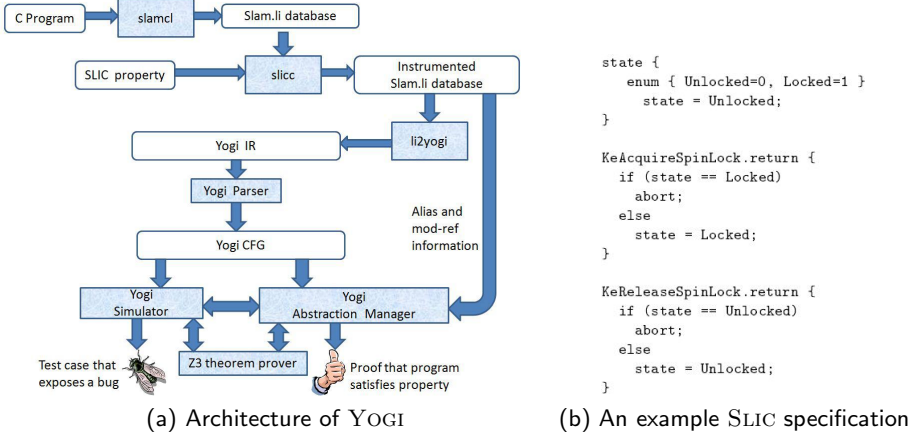 C Program
slamcl
Slam.li database
SLIC property
slicc
Instrumented
Slam.li database
li2yogi
Yogi IR
Yogi Parser
Alias and
mod-ref
information
Yogi CFG
Yogi
Simulator
Yogi
Abstraction Manager
Test case that
exposes a bug
Z3 theorem prover
Proof that program
satisfies property
(a) Architecture of YOGI
state {
enum { Unlocked=0, Locked=1 }
state = Unlocked;
}
KeAcquireSpinLock.return {
if (state == Locked)
abort;
else
state = Locked;
}
KeReleaseSpinLock.return {
if (state == Unlocked)
abort;
else
state = Unlocked;
}
(b) An example SLIC specification